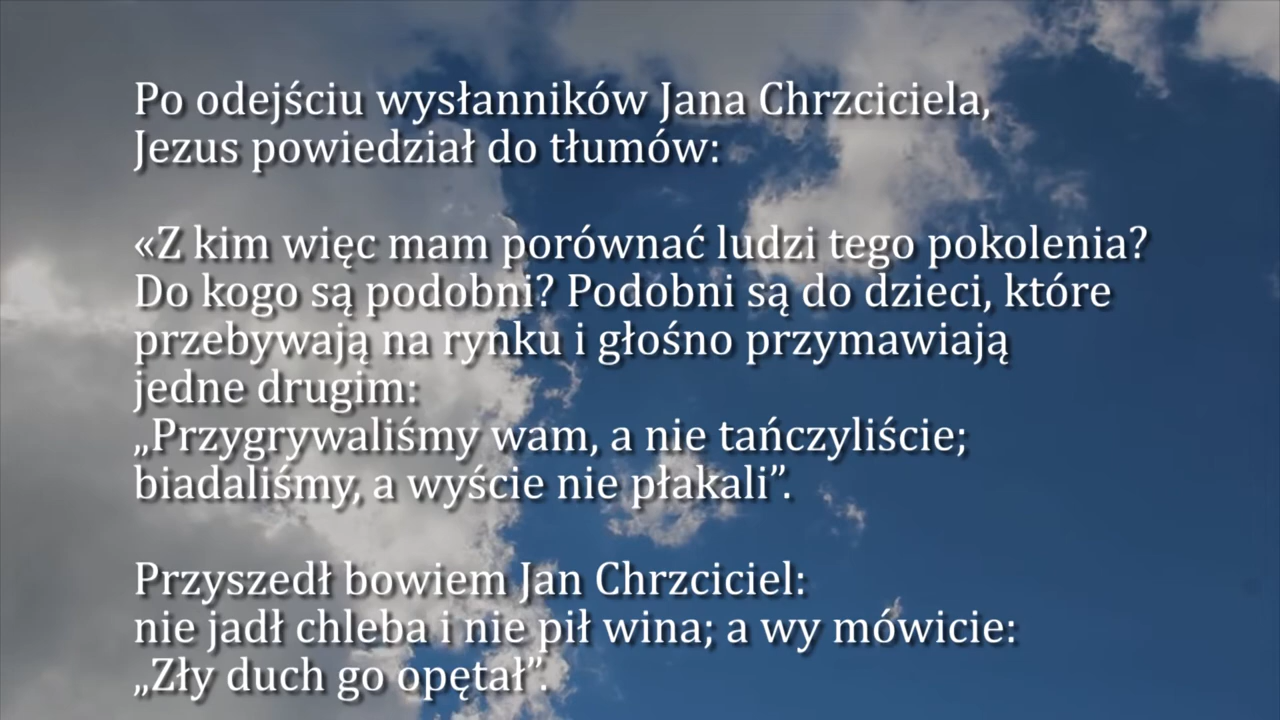 Po odejściu wysłanników Jana Chrzciciela,
Jezus powiedział do tłumów:
«Z kim więc mam porównać ludzi tego pokolenia?
Do kogo są podobni? Podobni są do dzieci, które
przebywają na rynku i głośno przymawiają
jedne drugim:
„Przygrywaliśmy wam, a nie tańczyliście;
biadaliśmy, a wyście nie płakali”.
Przyszedł bowiem Jan Chrzciciel:
nie jadł chleba i nie pił wina; a wy mówicie:
„Zły duch go opętał”.